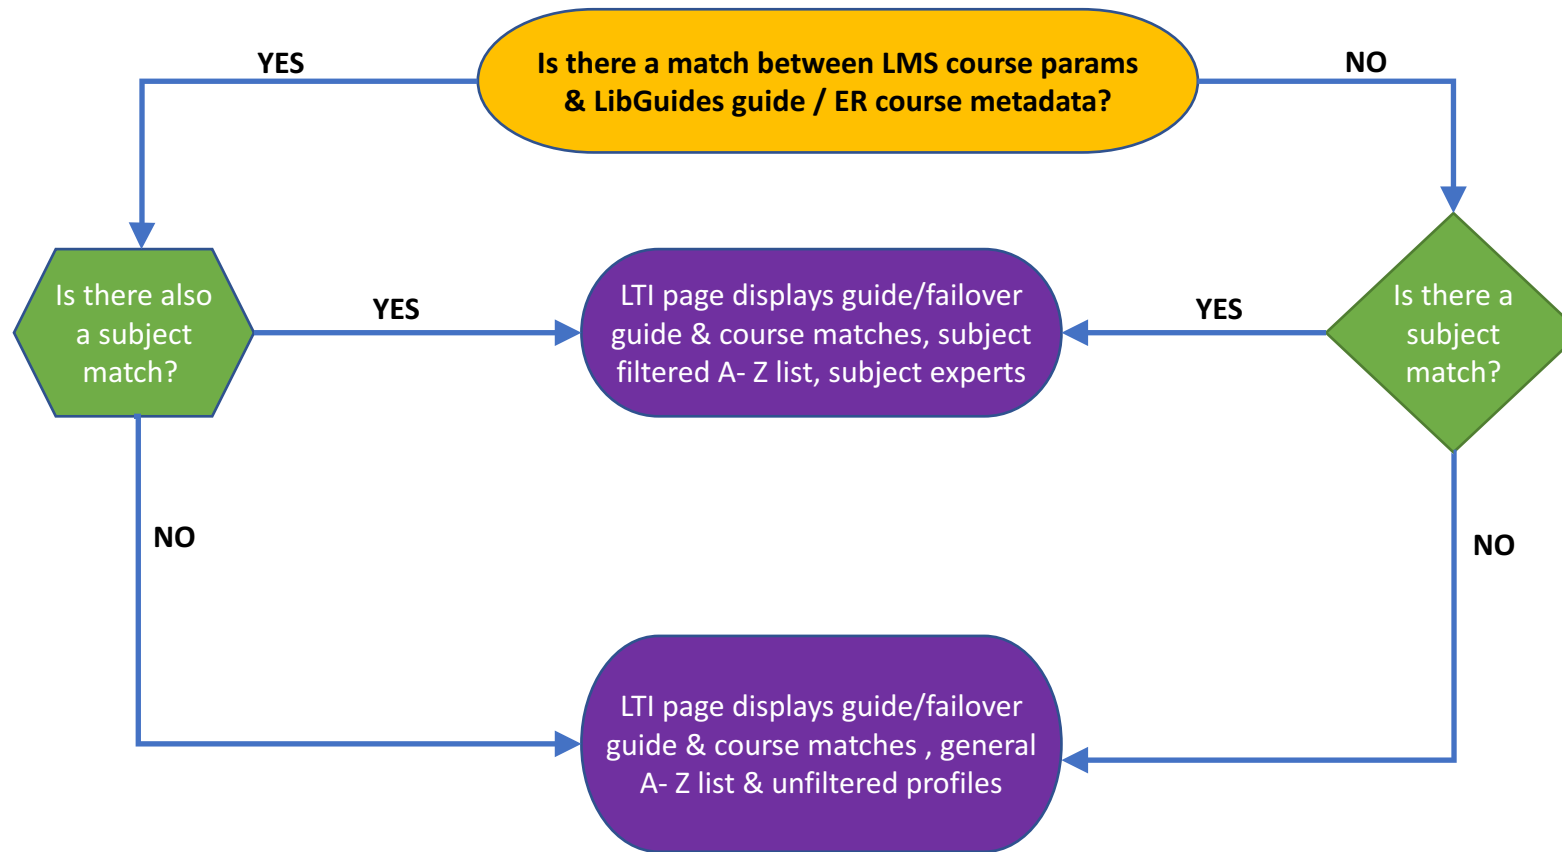 YES
Is there a match between LMS course params
& LibGuides guide / ER course metadata?
NO
Is there also
a subject
match?
YES
LTI page displays guide/failover
guide & course matches, subject
filtered A- Z list, subject experts
YES
Is there a
subject
match?
NO
NO
LTI page displays guide/failover
guide & course matches , general
A- Z list & unfiltered profiles